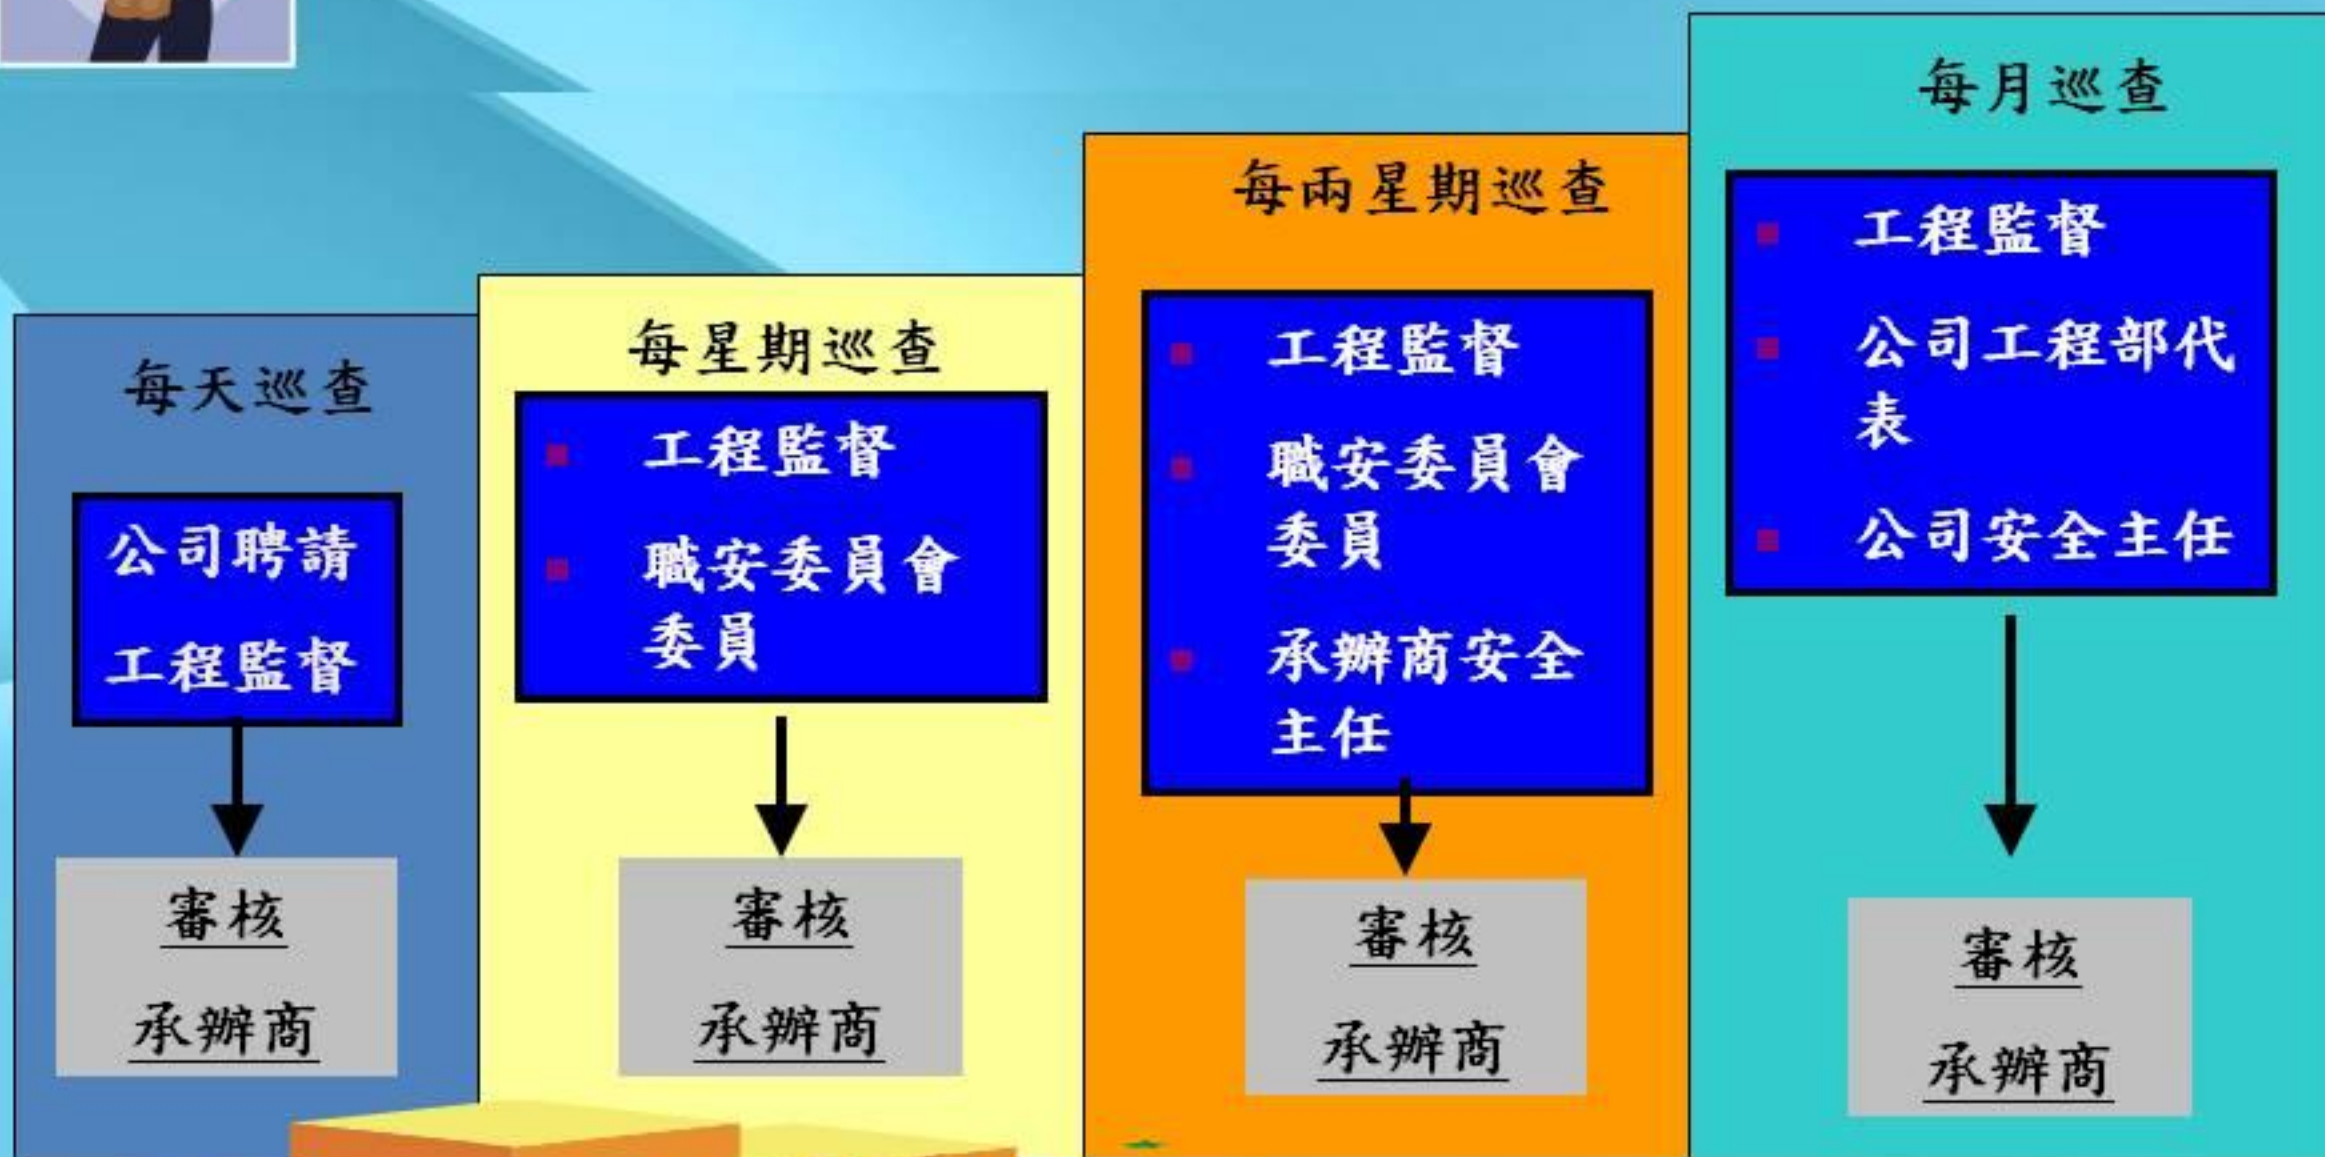 每天巡查
公司聘請
工程監督
審核
承辦商
每星期巡查
工程監督
職安委員會
委員
審核
承辦商
每兩星期巡查
工程監督
職安委員會
委員
承辦商安全
主任
審核
承辦商
每月巡查
工程監督
公司工程部代
表
公司安全主任
審核
承辦商